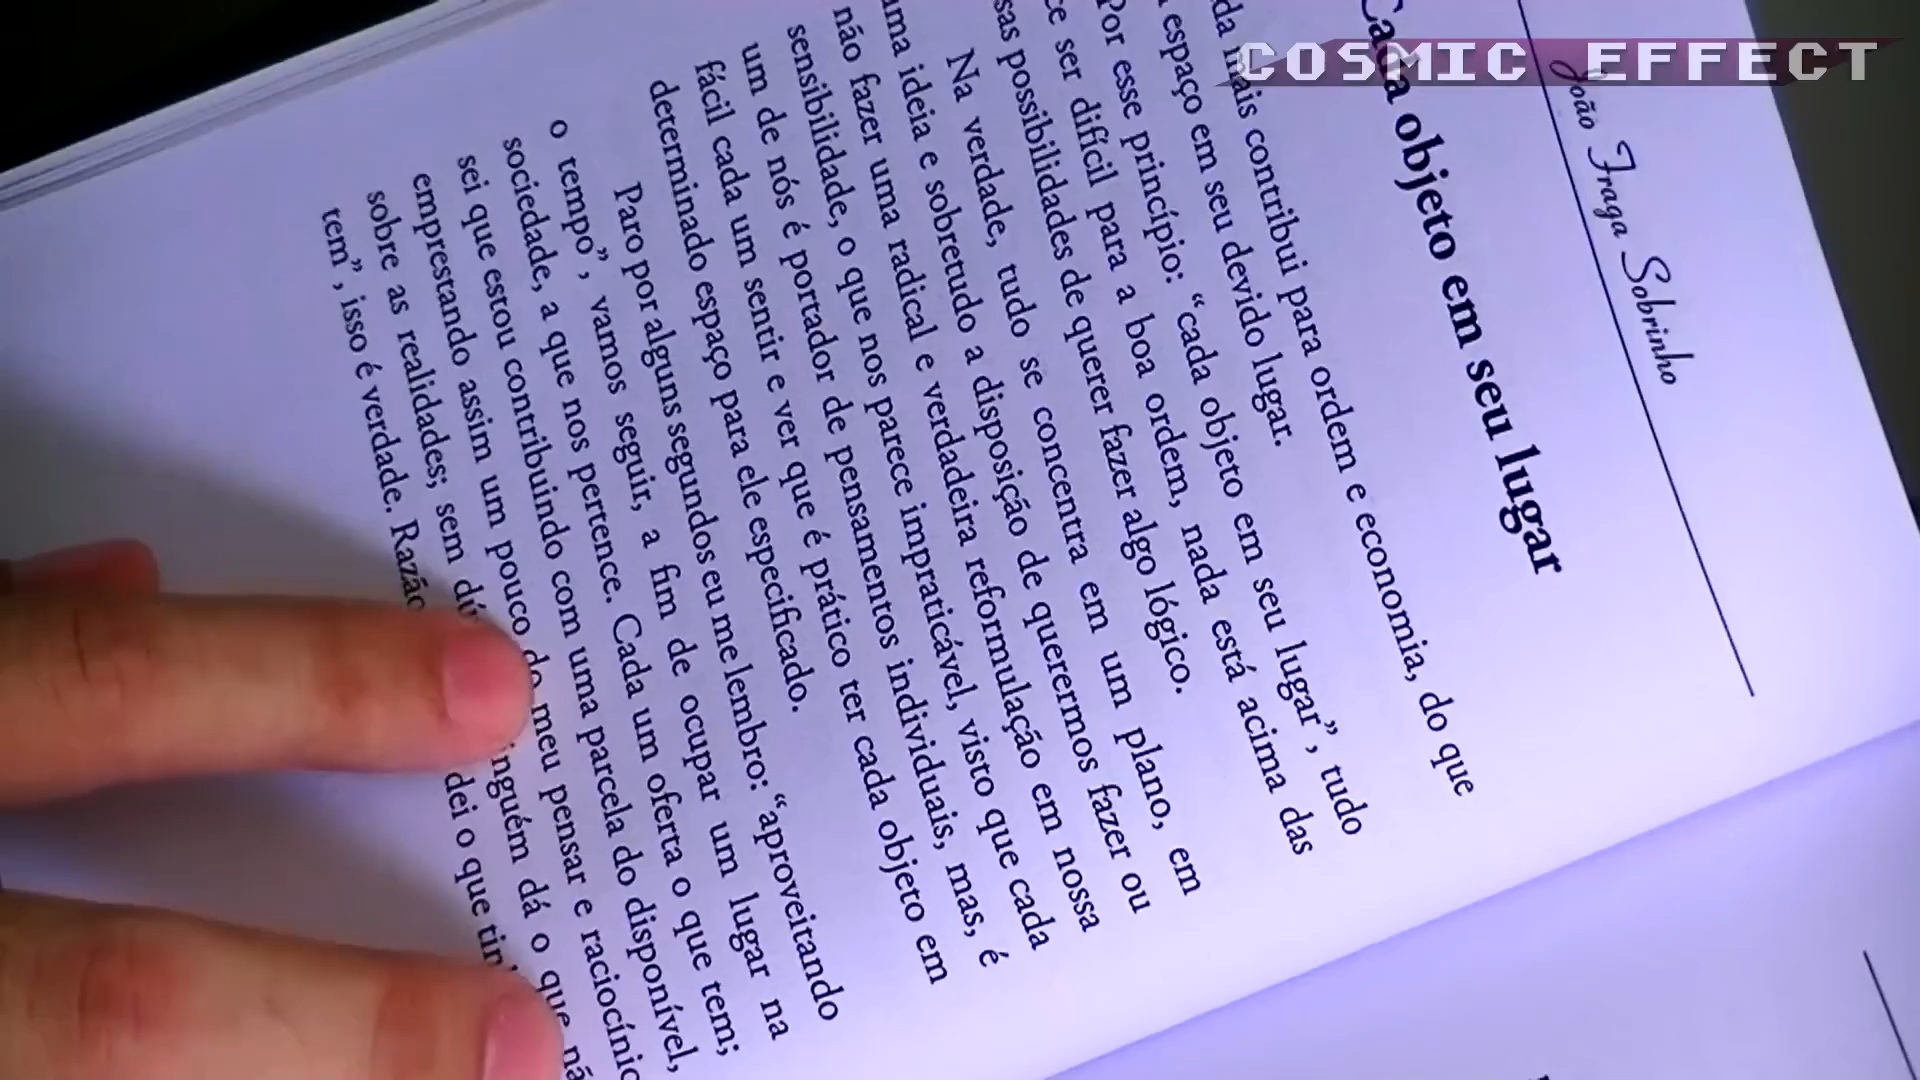 COSMIC EFFECT
João Fraga Sobrinho
Cada objeto em seu lugar
mais contribui para ordem e economia, do que
espaço em seu devido lugar.
Por esse princípio: “cada objeto em seu lugar”, tudo
ser difícil para a boa ordem, nada está acima das
possibilidades de querer fazer algo lógico.
Na verdade, tudo se concentra em um plano, em
uma ideia e sobretudo a disposição de querermos fazer ou
não fazer uma radical e verdadeira reformulação em nossa
sensibilidade, o que nos parece impraticável, visto que cada
um de nós é portador de pensamentos individuais, mas, é
fácil cada um sentir e ver que é prático ter cada objeto em
determinado espaço para ele especificado.
Paro por alguns segundos eu me lembro: “aproveitando
o tempo”, vamos seguir, a fim de ocupar um lugar na
sociedade, a que nos pertence. Cada um oferta o que tem;
sei que estou contribuindo com uma parcela do disponível,
emprestando assim um pouco do meu pensar e raciocínio
sobre as realidades; sem ninguém dá o que
tem”, isso é verdade. Razão dei o que